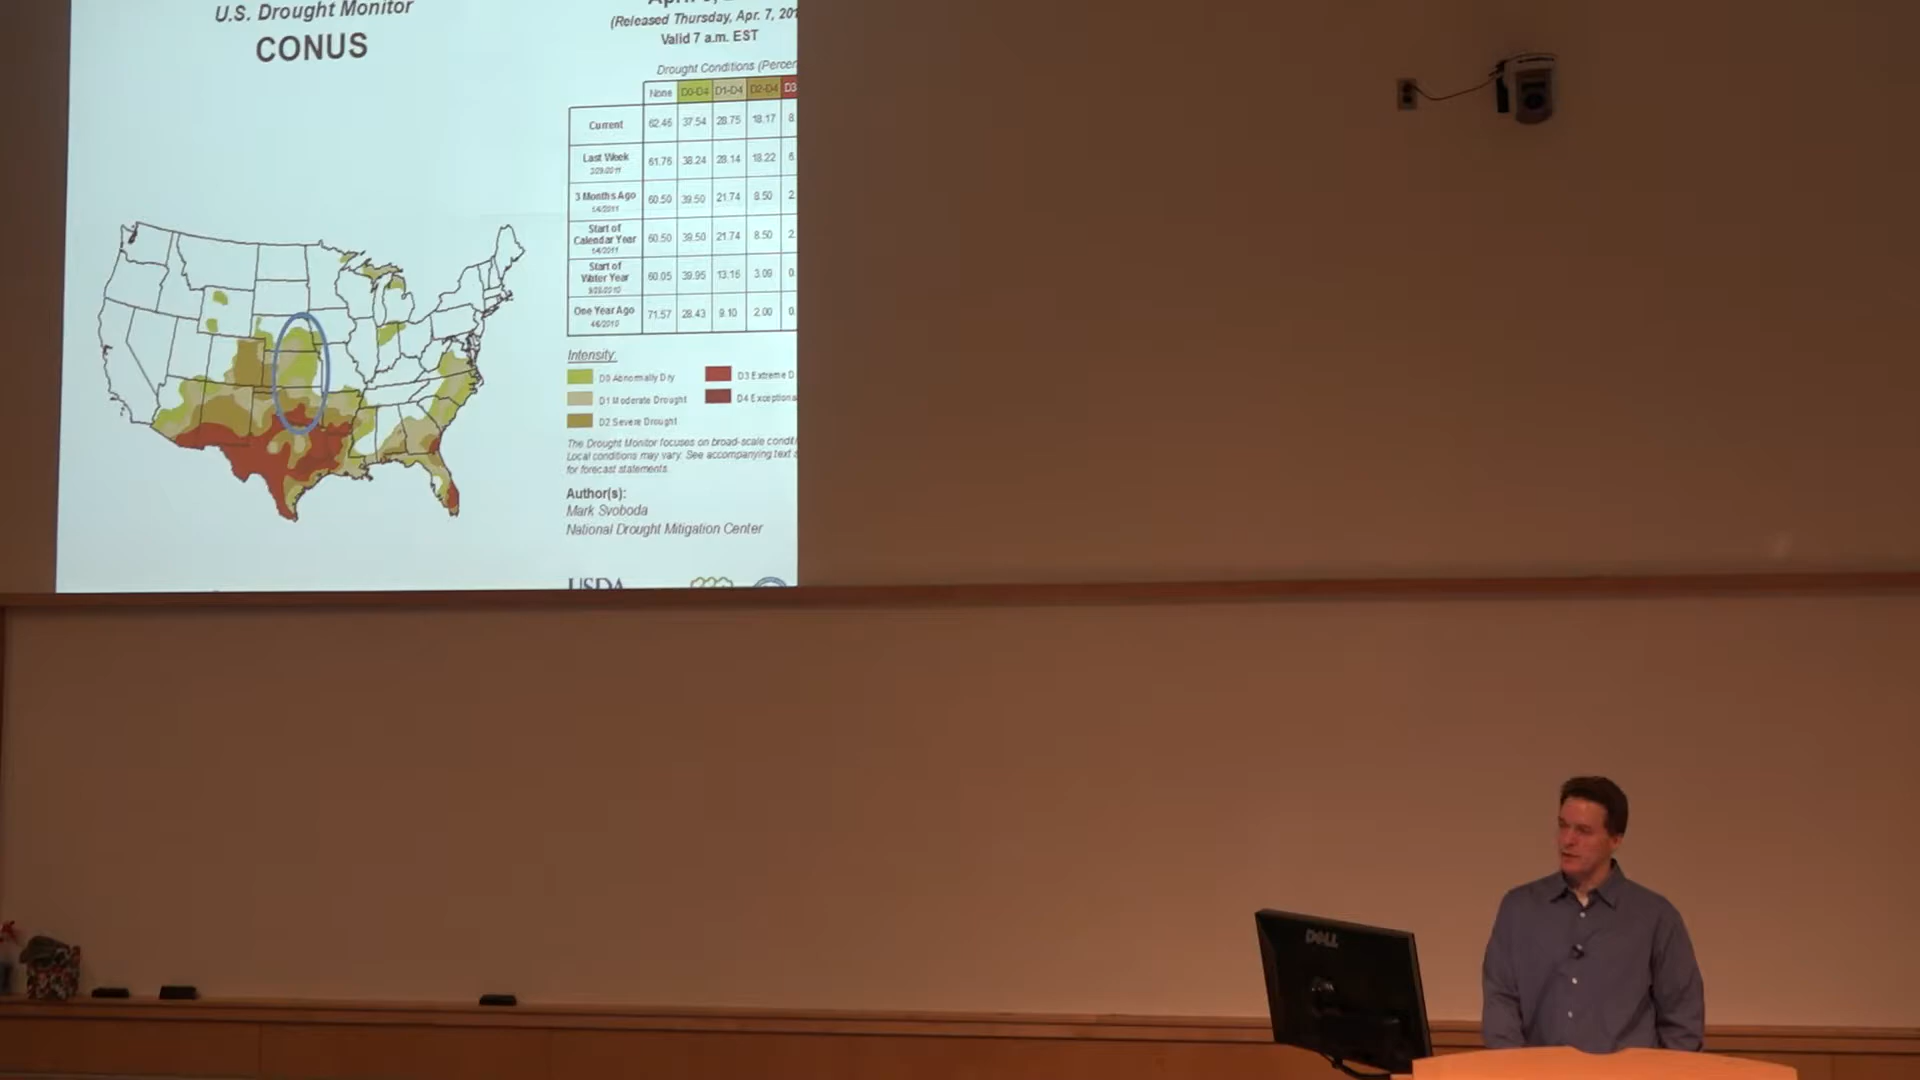 U.S. Drought Monitor
CONUS
(Released Thursday, Apr. 7, 201
Valid 7 a.m. EST
Drought Conditions (Percen
None D0-D4 D1-D4 D2-D4 D3
Current 62.46 37.54 28.75 18.17 8.
Last Week 61.76 38.24 28.14 18.22 6.
3/29/2011
3 Months Ago 60.50 39.50 21.74 8.50 2.
1/4/2011
Start of
Calendar Year 60.50 39.50 21.74 8.50 2.
1/4/2011
Start of
Water Year 60.05 39.95 13.16 3.09 0.
One Year Ago 71.57 28.43 9.10 2.00 0.
4/6/2010
Intensity:
D0 Abnormally Dry D3 Extreme D
D1 Moderate Drought D4 Exceptiona
D2 Severe Drought
The Drought Monitor focuses on broad-scale condit
Local conditions may vary. See accompanying text s
for forecast statements.
Author(s):
Mark Svoboda
National Drought Mitigation Center
USDA
DELL